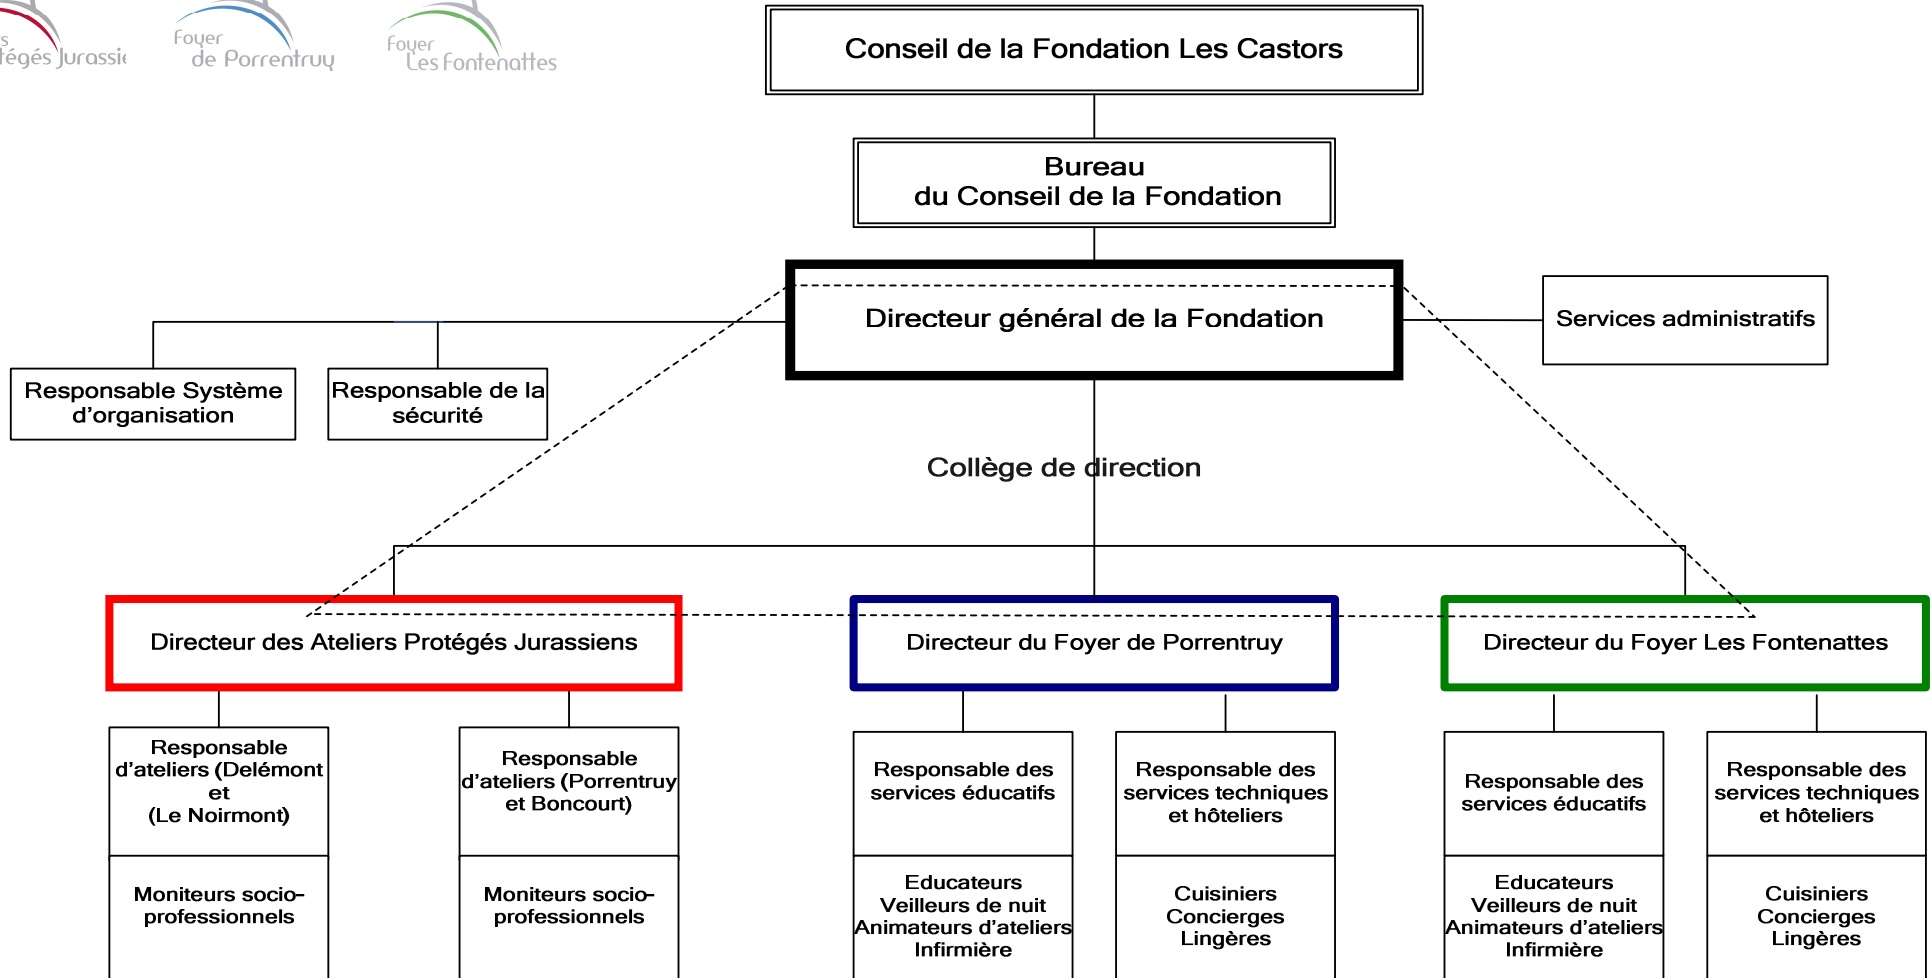 Foyer
de Porrentruy
Foyer
Les Fontenattes
Conseil de la Fondation Les Castors
Bureau
du Conseil de la Fondation
Directeur général de la Fondation
Services administratifs
Responsable Système
d'organisation
Responsable de la
sécurité
Collège de direction
Directeur des Ateliers Protégés Jurassiens
Directeur du Foyer de Porrentruy
Directeur du Foyer Les Fontenattes
Responsable
d'ateliers (Delémont
et
(Le Noirmont)
Responsable
d'ateliers (Porrentruy
et Boncourt)
Responsable des
services éducatifs
Responsable des
services techniques
et hôteliers
Responsable des
services éducatifs
Responsable des
services techniques
et hôteliers
Moniteurs socio-
professionnels
Moniteurs socio-
professionnels
Educateurs
Veilleurs de nuit
Animateurs d'ateliers
Infirmière
Cuisiniers
Concierges
Lingères
Educateurs
Veilleurs de nuit
Animateurs d'ateliers
Infirmière
Cuisiniers
Concierges
Lingères